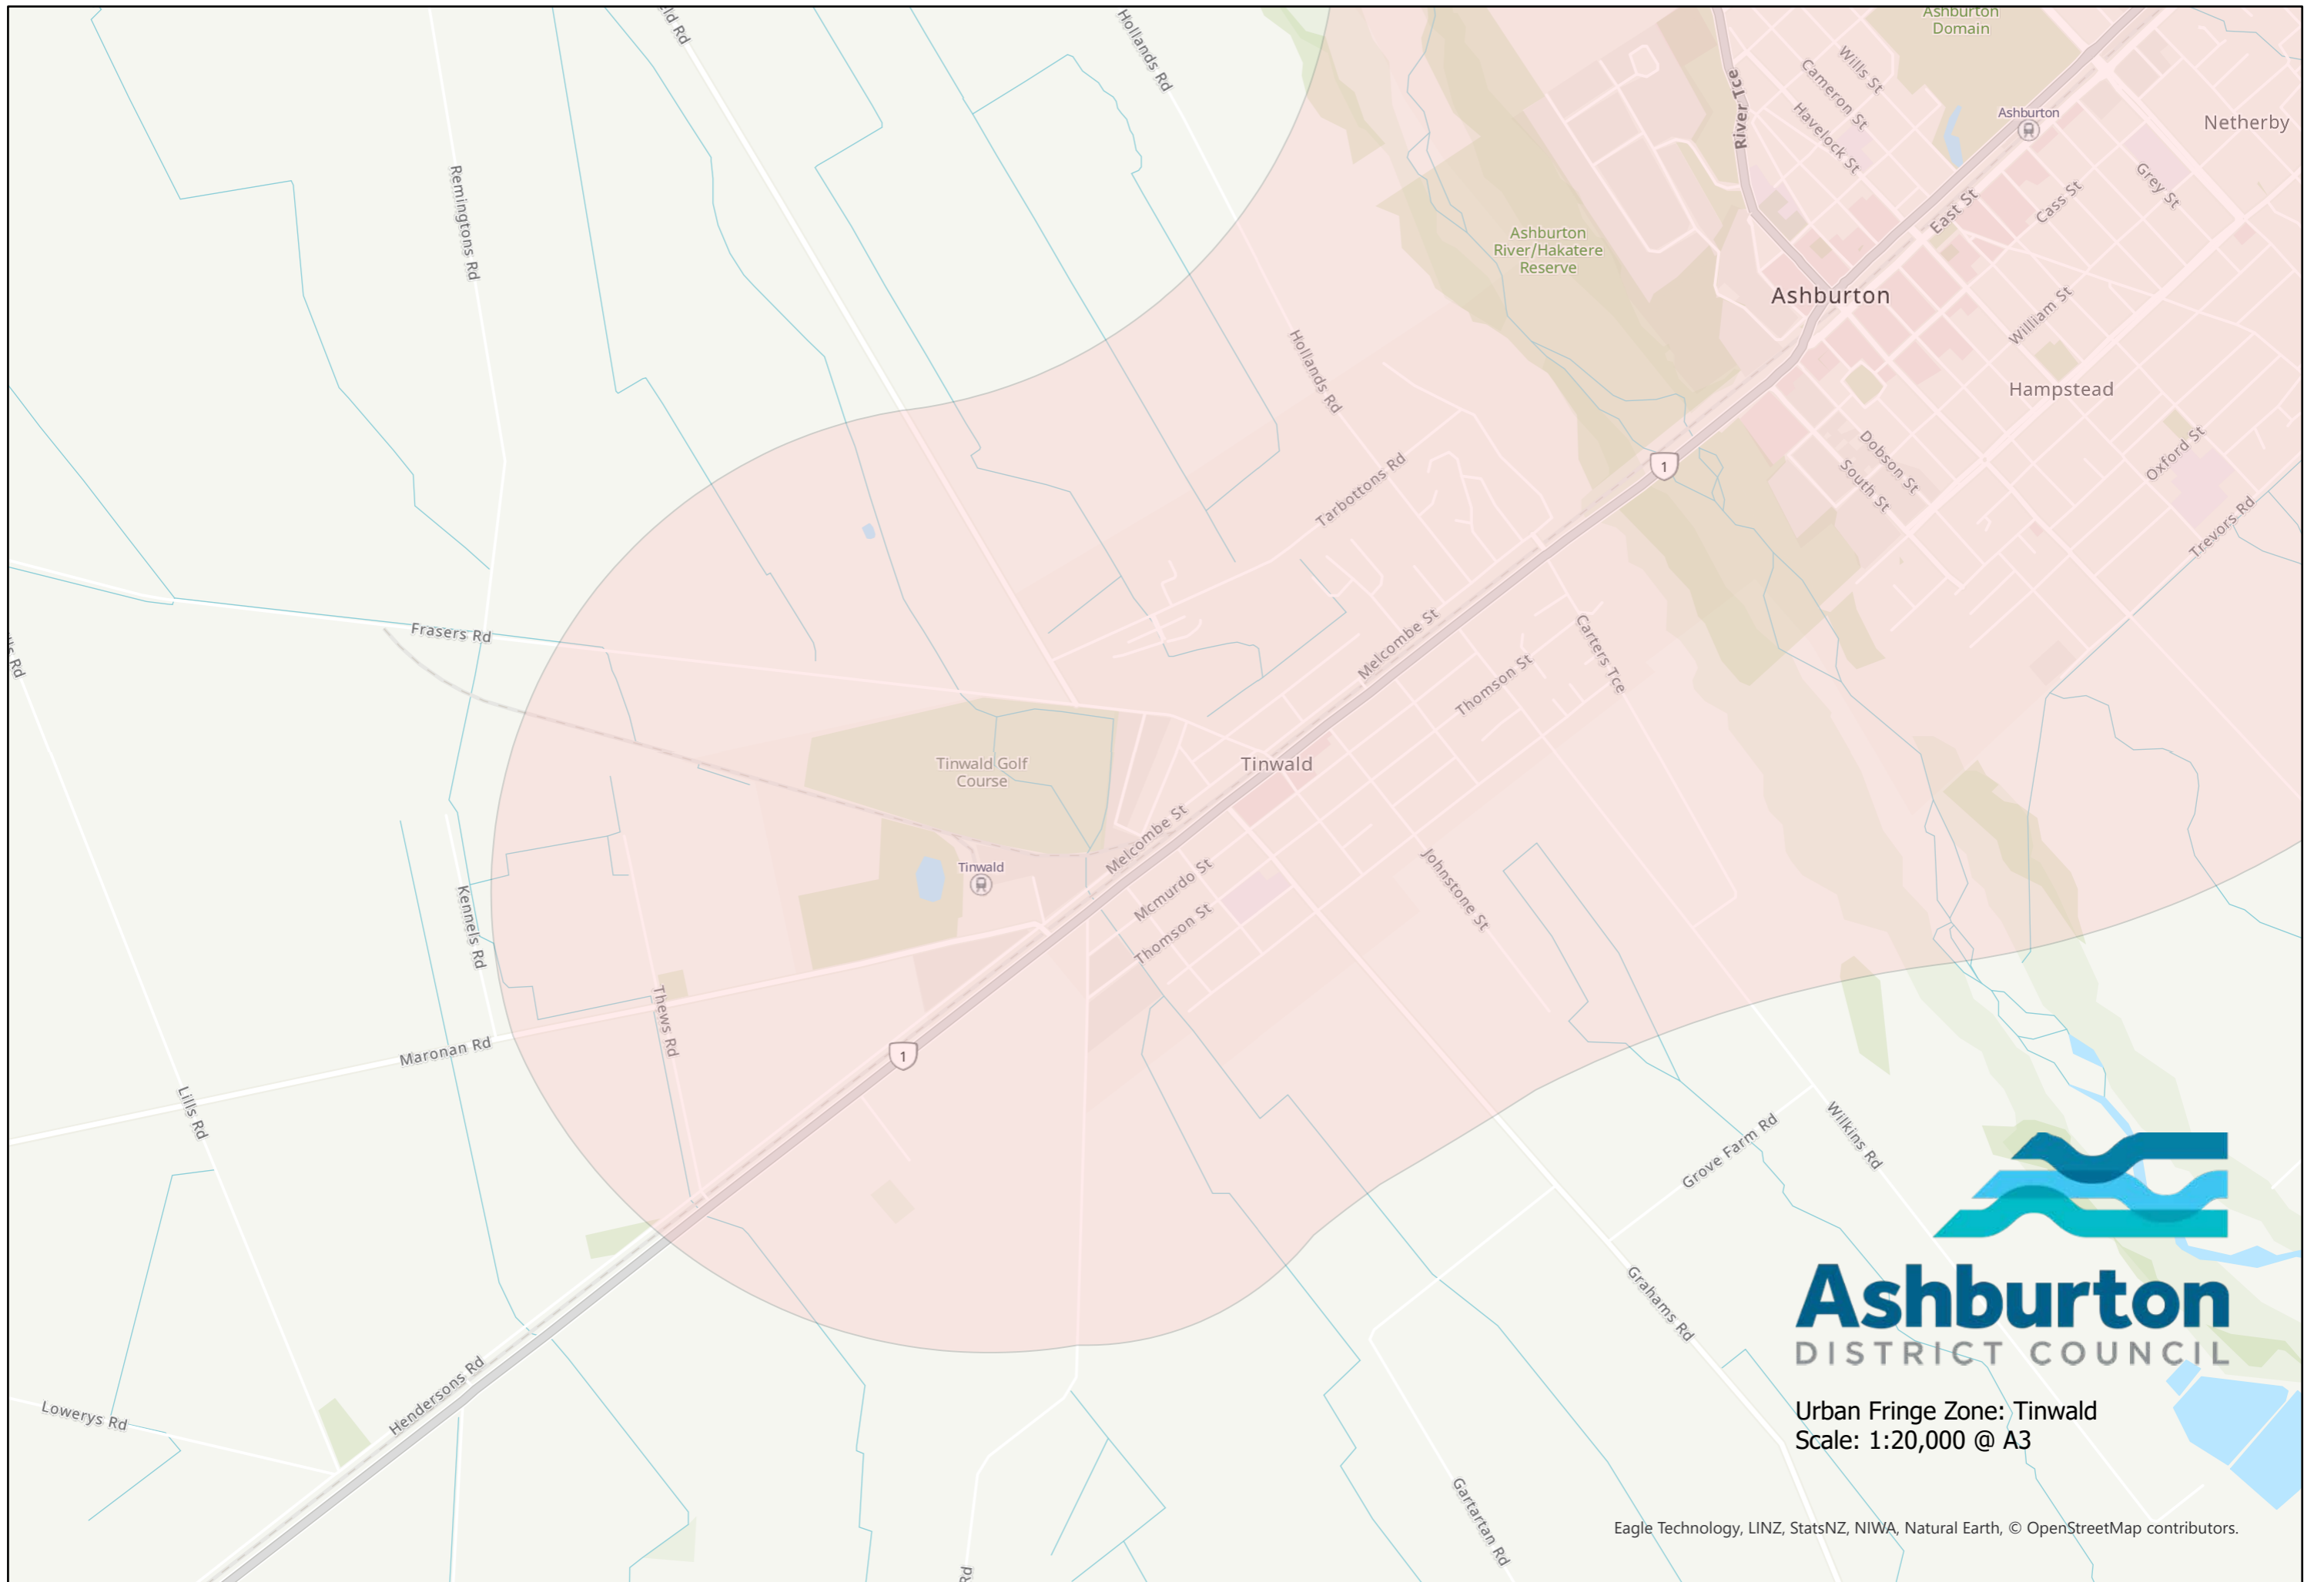 Ashburton
Domain
Hollands Rd
Wills St
Cameron St
Havelock St
River Tce
Ashburton
Netherby
Grey St
Cass St
East St
Remingtons Rd
Ashburton
River/Hakatere
Reserve
Ashburton
William St
Hollands Rd
Hampstead
Tarbottons Rd
1
Dobson St
South St
Oxford St
Trevors Rd
Frasers Rd
Melcombe St
Carters Tce
Thomson St
Tinwald Golf
Course
Tinwald
Melcombe St
Tinwald
Mcmurdo St
Johnstone St
Thomson St
Kennels Rd
Thews Rd
Maronan Rd
1
Lills Rd
Grove Farm Rd
Wilkins Rd
Grahams Rd
Hendersons Rd
Lowerys Rd
Gartartan Rd
Rd
Ashburton
DISTRICT COUNCIL
Urban Fringe Zone: Tinwald
Scale: 1:20,000 @ A3
Eagle Technology, LINZ, StatsNZ, NIWA, Natural Earth, © OpenStreetMap contributors.